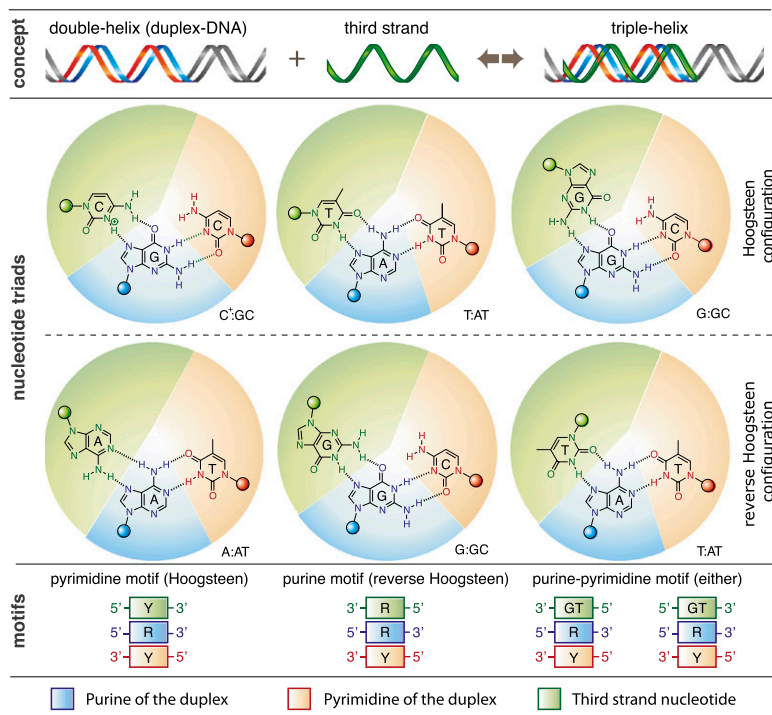 concept
double-helix (duplex-DNA)
+
third strand
triple-helix
nucleotide triads
C⁺:GC
T:AT
G:GC
Hoogsteen
configuration
A:AT
G:GC
T:AT
reverse Hoogsteen
configuration
motifs
pyrimidine motif (Hoogsteen)
5' Y 3'
5' R 3'
3' Y 5'
purine motif (reverse Hoogsteen)
3' R 5'
5' R 3'
3' Y 5'
purine-pyrimidine motif (either)
3' GT 5'
5' R 3'
3' Y 5'
5' GT 3'
5' R 3'
3' Y 5'
Purine of the duplex
Pyrimidine of the duplex
Third strand nucleotide